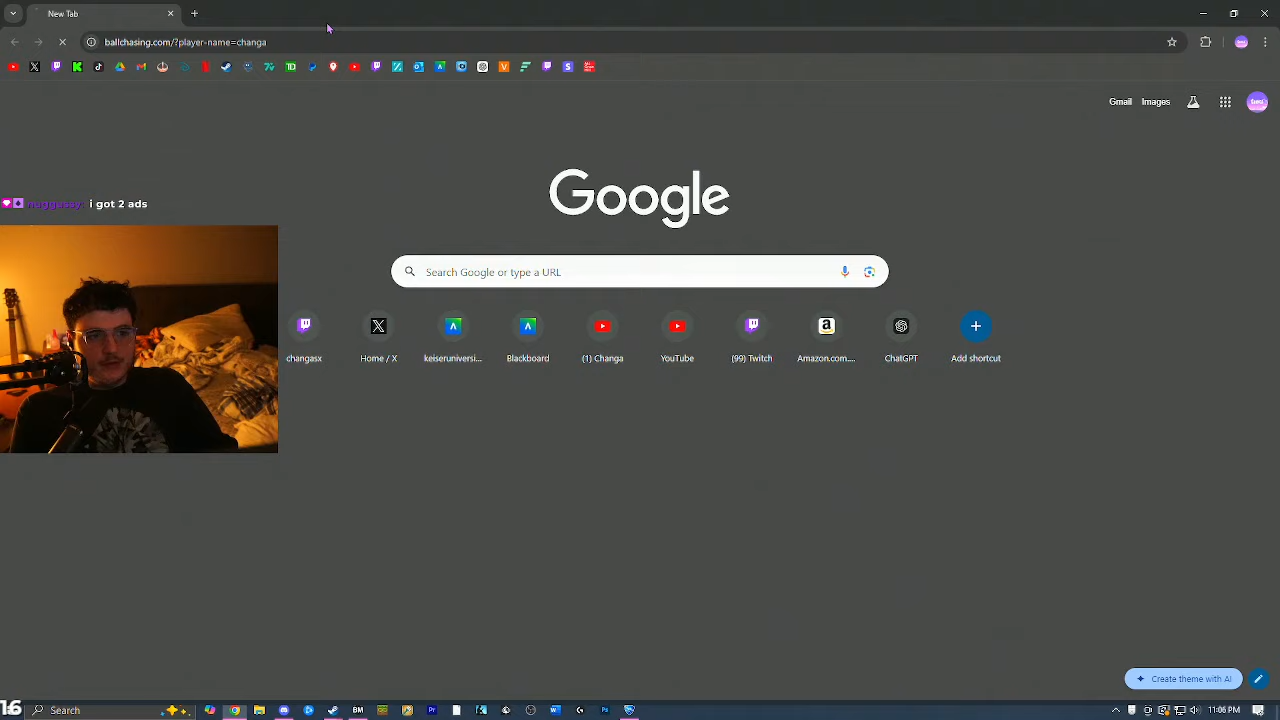 New Tab
ballchasing.com/?player-name=changa
Gmail
Images
Google
nuggussy: i got 2 ads
Search Google or type a URL
changasx
Home / X
keiseruniversi...
Blackboard
(1) Changa
YouTube
(99) Twitch
Amazon.com....
ChatGPT
Add shortcut
Create theme with AI
16
Search
11:06 PM